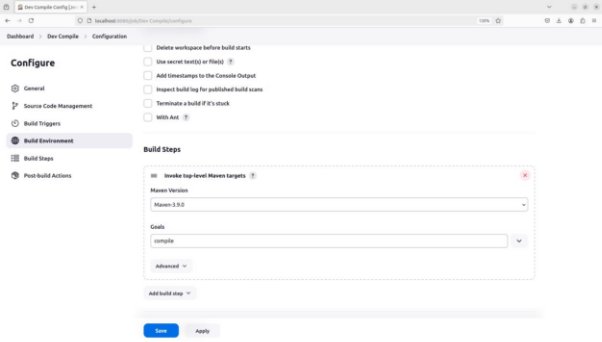 Dev Compile Config [Jen
localhost:8080/job/Dev Compile/configure
120%
Dashboard > Dev Compile > Configuration
Configure
General
Source Code Management
Build Triggers
Build Environment
Build Steps
Post-build Actions
Delete workspace before build starts
Use secret text(s) or file(s) ?
Add timestamps to the Console Output
Inspect build log for published build scans
Terminate a build if it's stuck
With Ant ?
Build Steps
Invoke top-level Maven targets ?
Maven Version
Maven-3.9.0
Goals
compile
Advanced
Add build step
Save
Apply